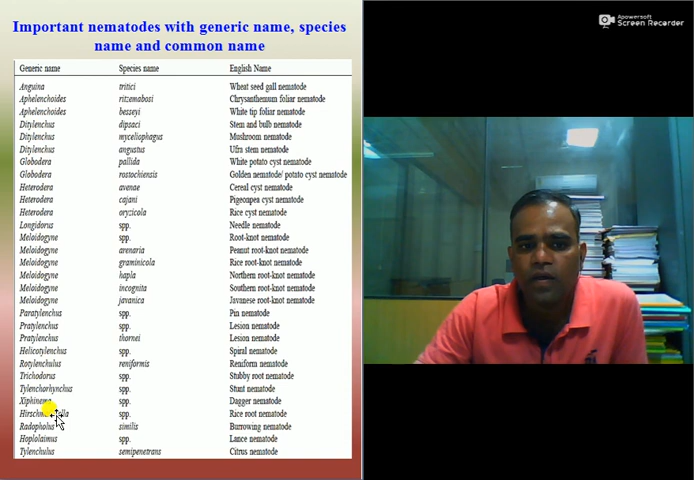 Important nematodes with generic name, species
name and common name
Generic name Species name English Name
Anguina tritici Wheat seed gall nematode
Aphelenchoides ritzemabosi Chrysanthemum foliar nematode
Aphelenchoides besseyi White tip foliar nematode
Ditylenchus dipsaci Stem and bulb nematode
Ditylenchus myceliophagus Mushroom nematode
Ditylenchus angustus Ufra stem nematode
Globodera pallida White potato cyst nematode
Globodera rostochiensis Golden nematode/ potato cyst nematode
Heterodera avenae Cereal cyst nematode
Heterodera cajani Pigeonpea cyst nematode
Heterodera oryzicola Rice cyst nematode
Longidorus spp. Needle nematode
Meloidogyne spp. Root-knot nematode
Meloidogyne arenaria Peanut root-knot nematode
Meloidogyne graminicola Rice root-knot nematode
Meloidogyne hapla Northern root-knot nematode
Meloidogyne incognita Southern root-knot nematode
Meloidogyne javanica Javanese root-knot nematode
Paratylenchus spp. Pin nematode
Pratylenchus spp. Lesion nematode
Pratylenchus thornei Lesion nematode
Helicotylenchus spp. Spiral nematode
Rotylenchulus reniformis Reniform nematode
Trichodorus spp. Stubby root nematode
Tylenchorhynchus spp. Stunt nematode
Xiphinema spp. Dagger nematode
spp. Rice root nematode
Radopholus similis Burrowing nematode
Hoplolaimus spp. Lance nematode
Tylenchulus semipenetrans Citrus nematode
Apowersoft
Screen Recorder